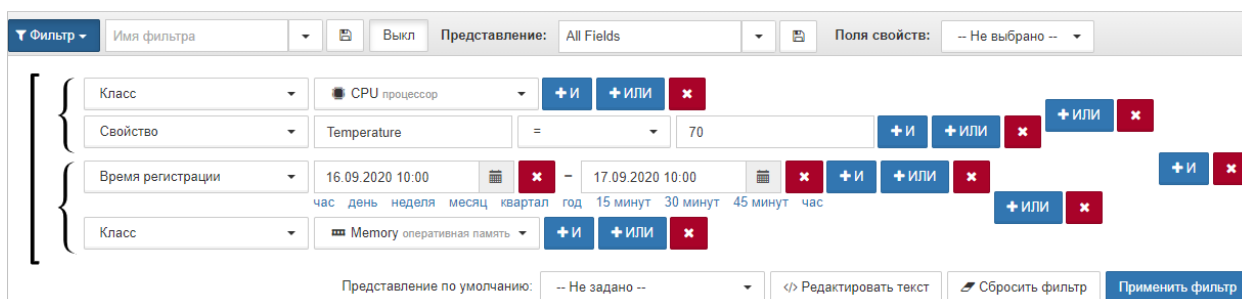 Фильтр Имя фильтра Выкл Представление: All Fields Поля свойств: -- Не выбрано --
Класс CPU процессор + И + ИЛИ
+ ИЛИ
Свойство Temperature = 70 + И + ИЛИ
Время регистрации 16.09.2020 10:00 – 17.09.2020 10:00 + И + ИЛИ
+ И
час день неделя месяц квартал год 15 минут 30 минут 45 минут час
+ ИЛИ
Класс Memory оперативная память + И + ИЛИ
Представление по умолчанию: -- Не задано -- </> Редактировать текст Сбросить фильтр Применить фильтр